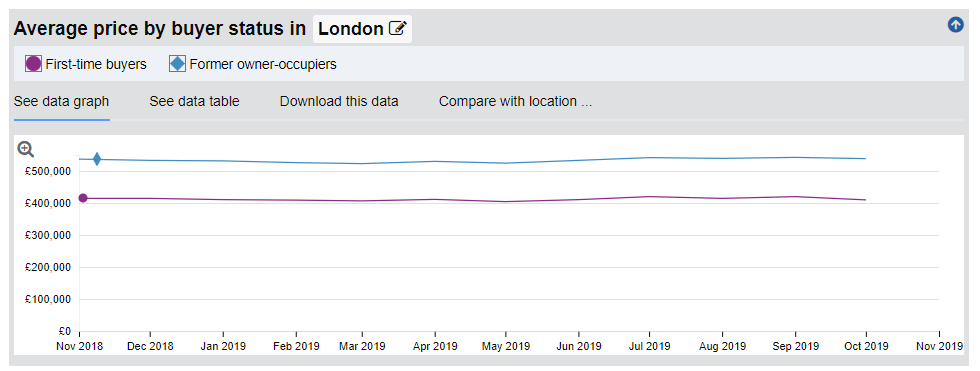 Average price by buyer status in London
First-time buyers Former owner-occupiers
See data graph See data table Download this data Compare with location ...
£500,000
£400,000
£300,000
£200,000
£100,000
£0
Nov 2018 Dec 2018 Jan 2019 Feb 2019 Mar 2019 Apr 2019 May 2019 Jun 2019 Jul 2019 Aug 2019 Sep 2019 Oct 2019 Nov 2019